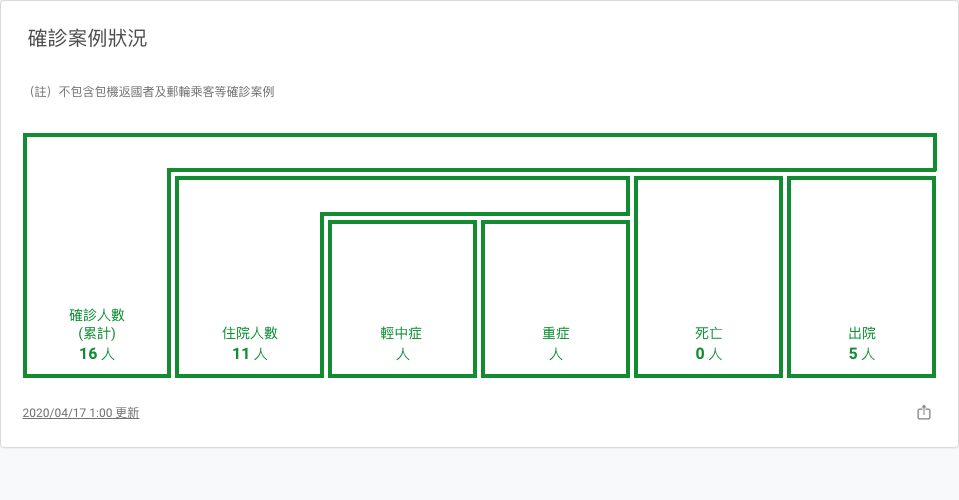 確診案例狀況
（註）不包含包機返國者及郵輪乘客等確診案例
確診人數
(累計)
16 人
住院人數
11 人
輕中症
人
重症
人
死亡
0 人
出院
5 人
2020/04/17 1:00 更新